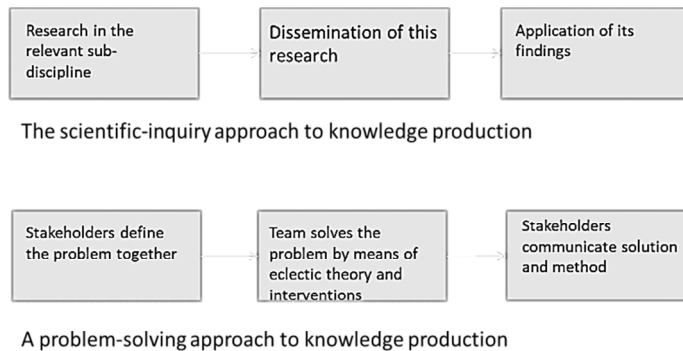 Research in the
relevant sub-
discipline
Dissemination of this
research
Application of its
findings
The scientific-inquiry approach to knowledge production
Stakeholders define
the problem together
Team solves the
problem by means of
eclectic theory and
interventions
Stakeholders
communicate solution
and method
A problem-solving approach to knowledge production